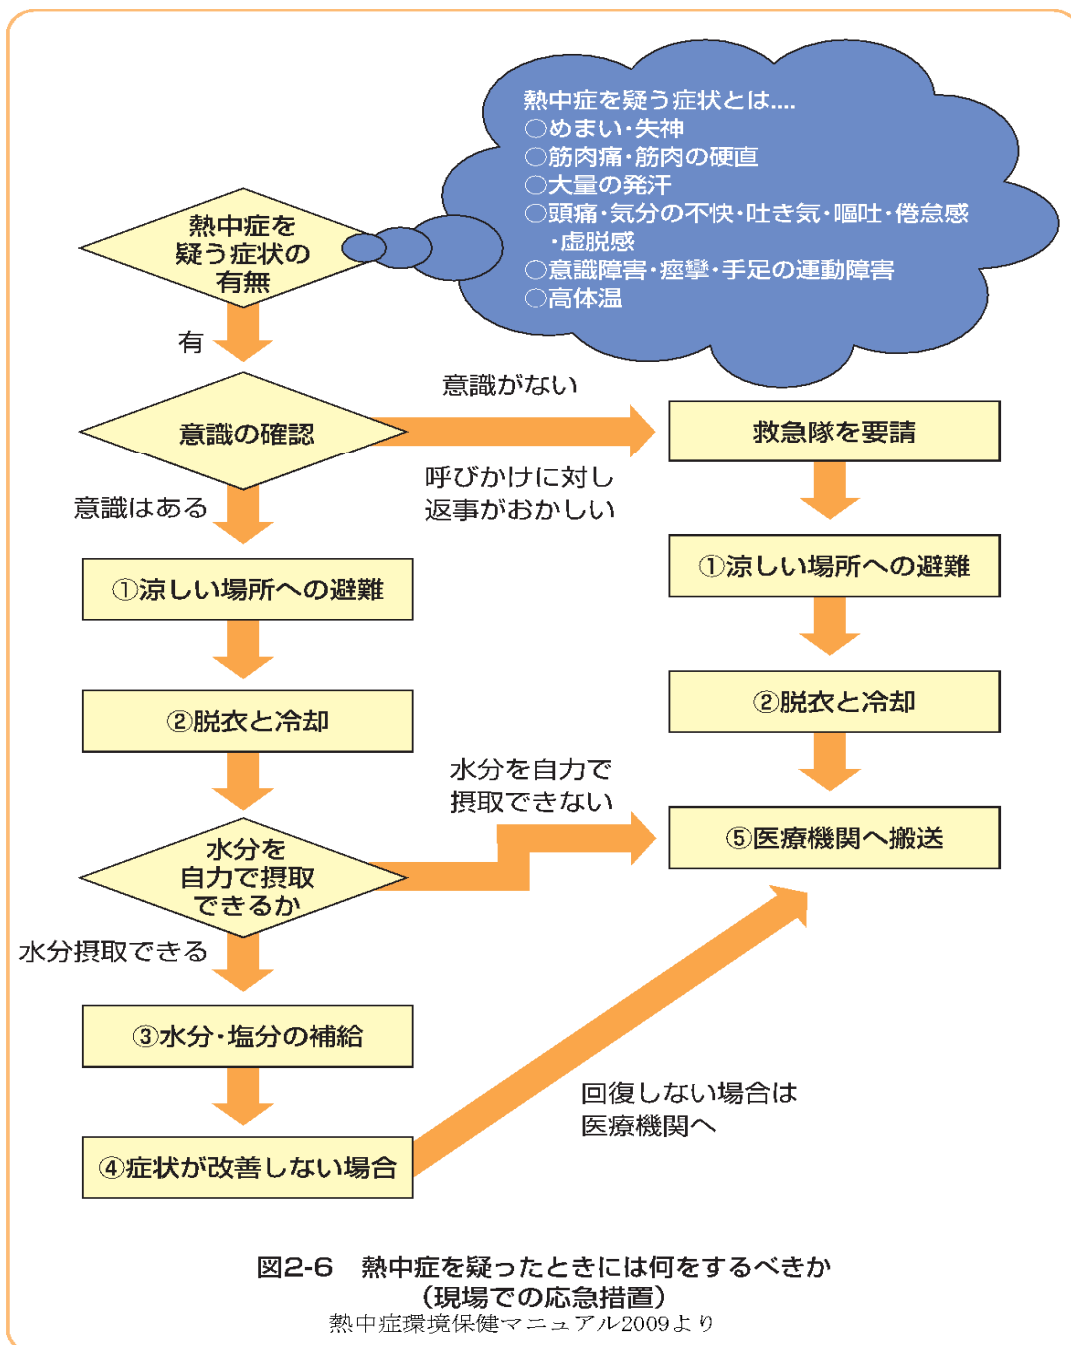 熱中症を疑う症状とは....
○めまい・失神
○筋肉痛・筋肉の硬直
○大量の発汗
○頭痛・気分の不快・吐き気・嘔吐・倦怠感
・虚脱感
○意識障害・痙攣・手足の運動障害
○高体温
熱中症を
疑う症状の
有無
有
意識の確認
意識がない
呼びかけに対し
返事がおかしい
救急隊を要請
意識はある
①涼しい場所への避難
①涼しい場所への避難
②脱衣と冷却
②脱衣と冷却
水分を自力で
摂取できない
水分を
自力で摂取
できるか
⑤医療機関へ搬送
水分摂取できる
③水分・塩分の補給
回復しない場合は
医療機関へ
④症状が改善しない場合
図2-6 熱中症を疑ったときには何をするべきか
（現場での応急措置）
熱中症環境保健マニュアル2009より